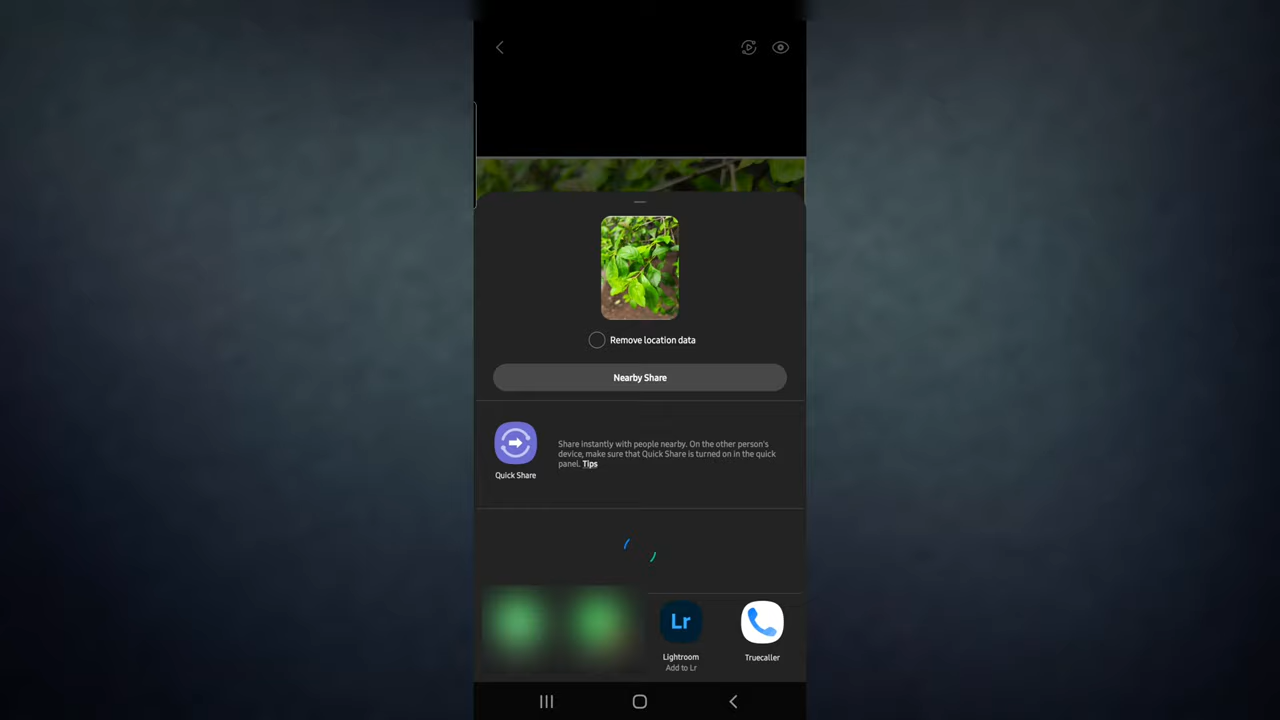 Remove location data
Nearby Share
Share instantly with people nearby. On the other person's
device, make sure that Quick Share is turned on in the quick
panel. Tips
Quick Share
Lr
Lightroom
Add to Lr
Truecaller